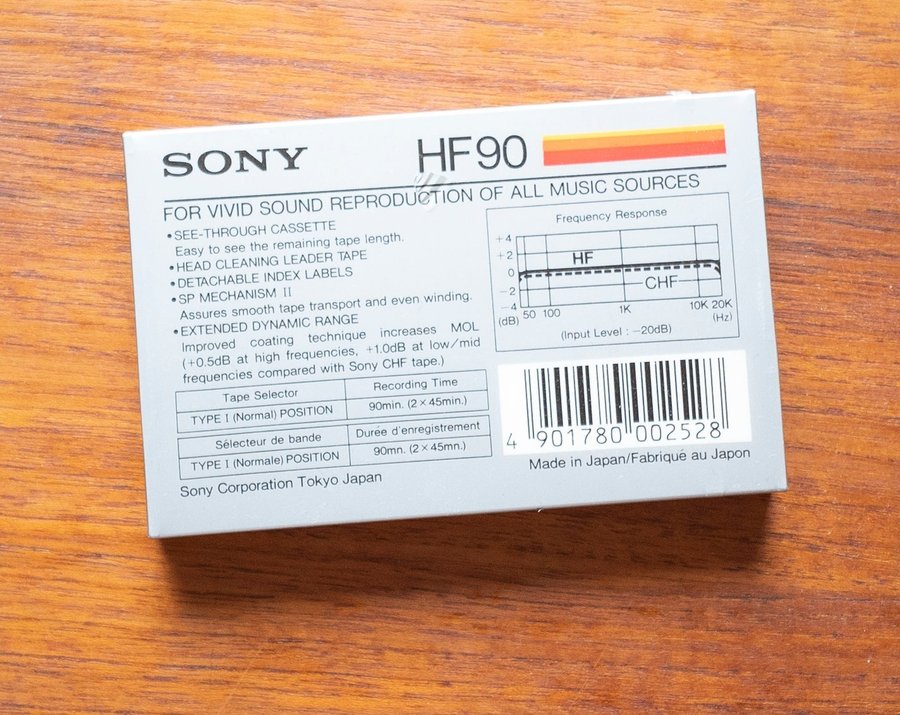 SONY HF90
FOR VIVID SOUND REPRODUCTION OF ALL MUSIC SOURCES
•SEE-THROUGH CASSETTE
Easy to see the remaining tape length.
•HEAD CLEANING LEADER TAPE
•DETACHABLE INDEX LABELS
•SP MECHANISM II
Assures smooth tape transport and even winding.
•EXTENDED DYNAMIC RANGE
Improved coating technique increases MOL
(+0.5dB at high frequencies, +1.0dB at low/mid
frequencies compared with Sony CHF tape.)
Frequency Response
+4
+2
0
−2
−4
(dB)
HF
CHF
50 100 1K 10K 20K
(Hz)
(Input Level : −20dB)
Tape Selector Recording Time
TYPE I (Normal) POSITION 90min. (2×45min.)
Sélecteur de bande Durée d'enregistrement
TYPE I (Normale) POSITION 90mn. (2×45mn.)
Sony Corporation Tokyo Japan
4 901780 002528
Made in Japan/Fabriqué au Japon